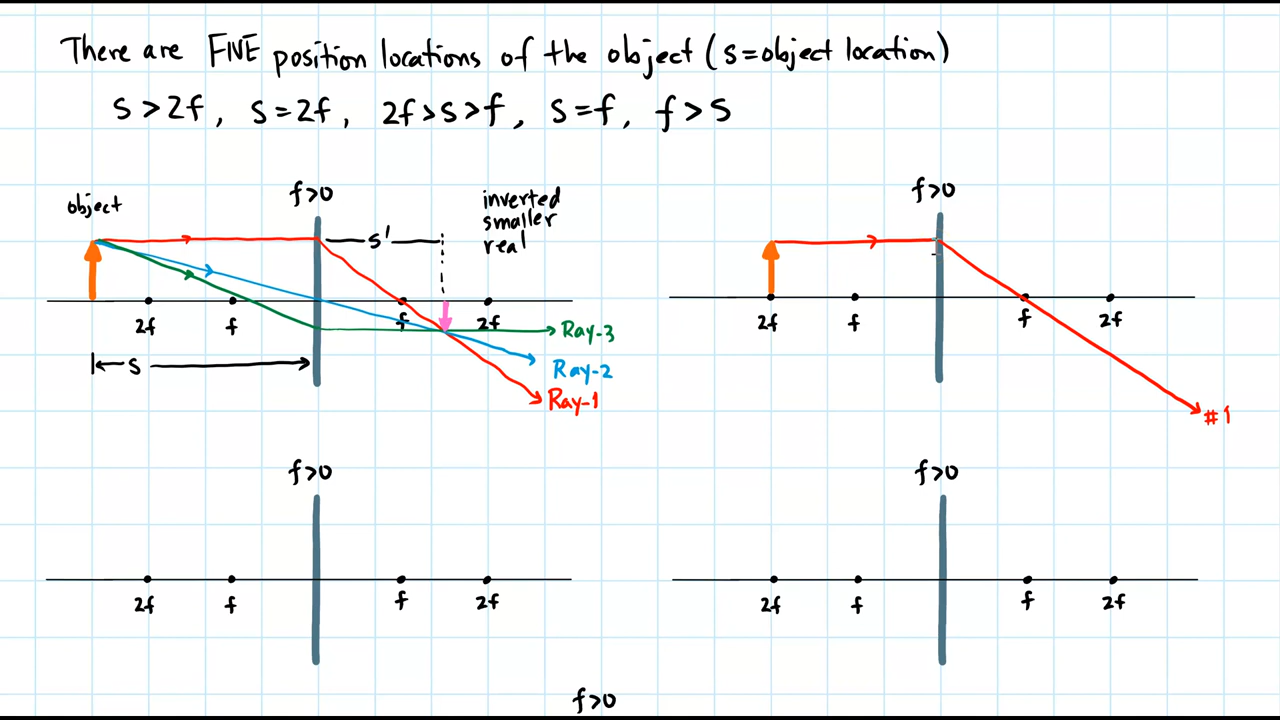 There are FIVE position locations of the object (s=object location)
s > 2f, s = 2f, 2f > s > f, s = f, f > s
f>0
object
s'
inverted
smaller
real
2f
f
f
2f
s
Ray-3
Ray-2
Ray-1
f>0
2f
f
f
2f
#1
f>0
2f
f
f
2f
f>0
2f
f
f
2f
f>0